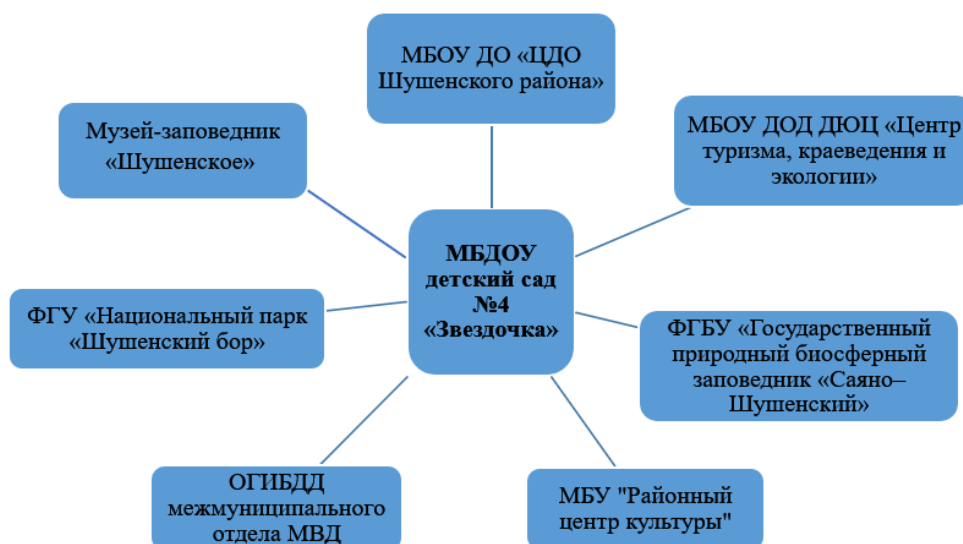 МБОУ ДО «ЦДО
Шушенского района»
Музей-заповедник
«Шушенское»
МБОУ ДОД ДЮЦ «Центр
туризма, краеведения и
экологии»
МБДОУ
детский сад
№4
«Звездочка»
ФГУ «Национальный парк
«Шушенский бор»
ФГБУ «Государственный
природный биосферный
заповедник «Саяно–
Шушенский»
ОГИБДД
межмуниципального
отдела МВД
МБУ "Районный
центр культуры"